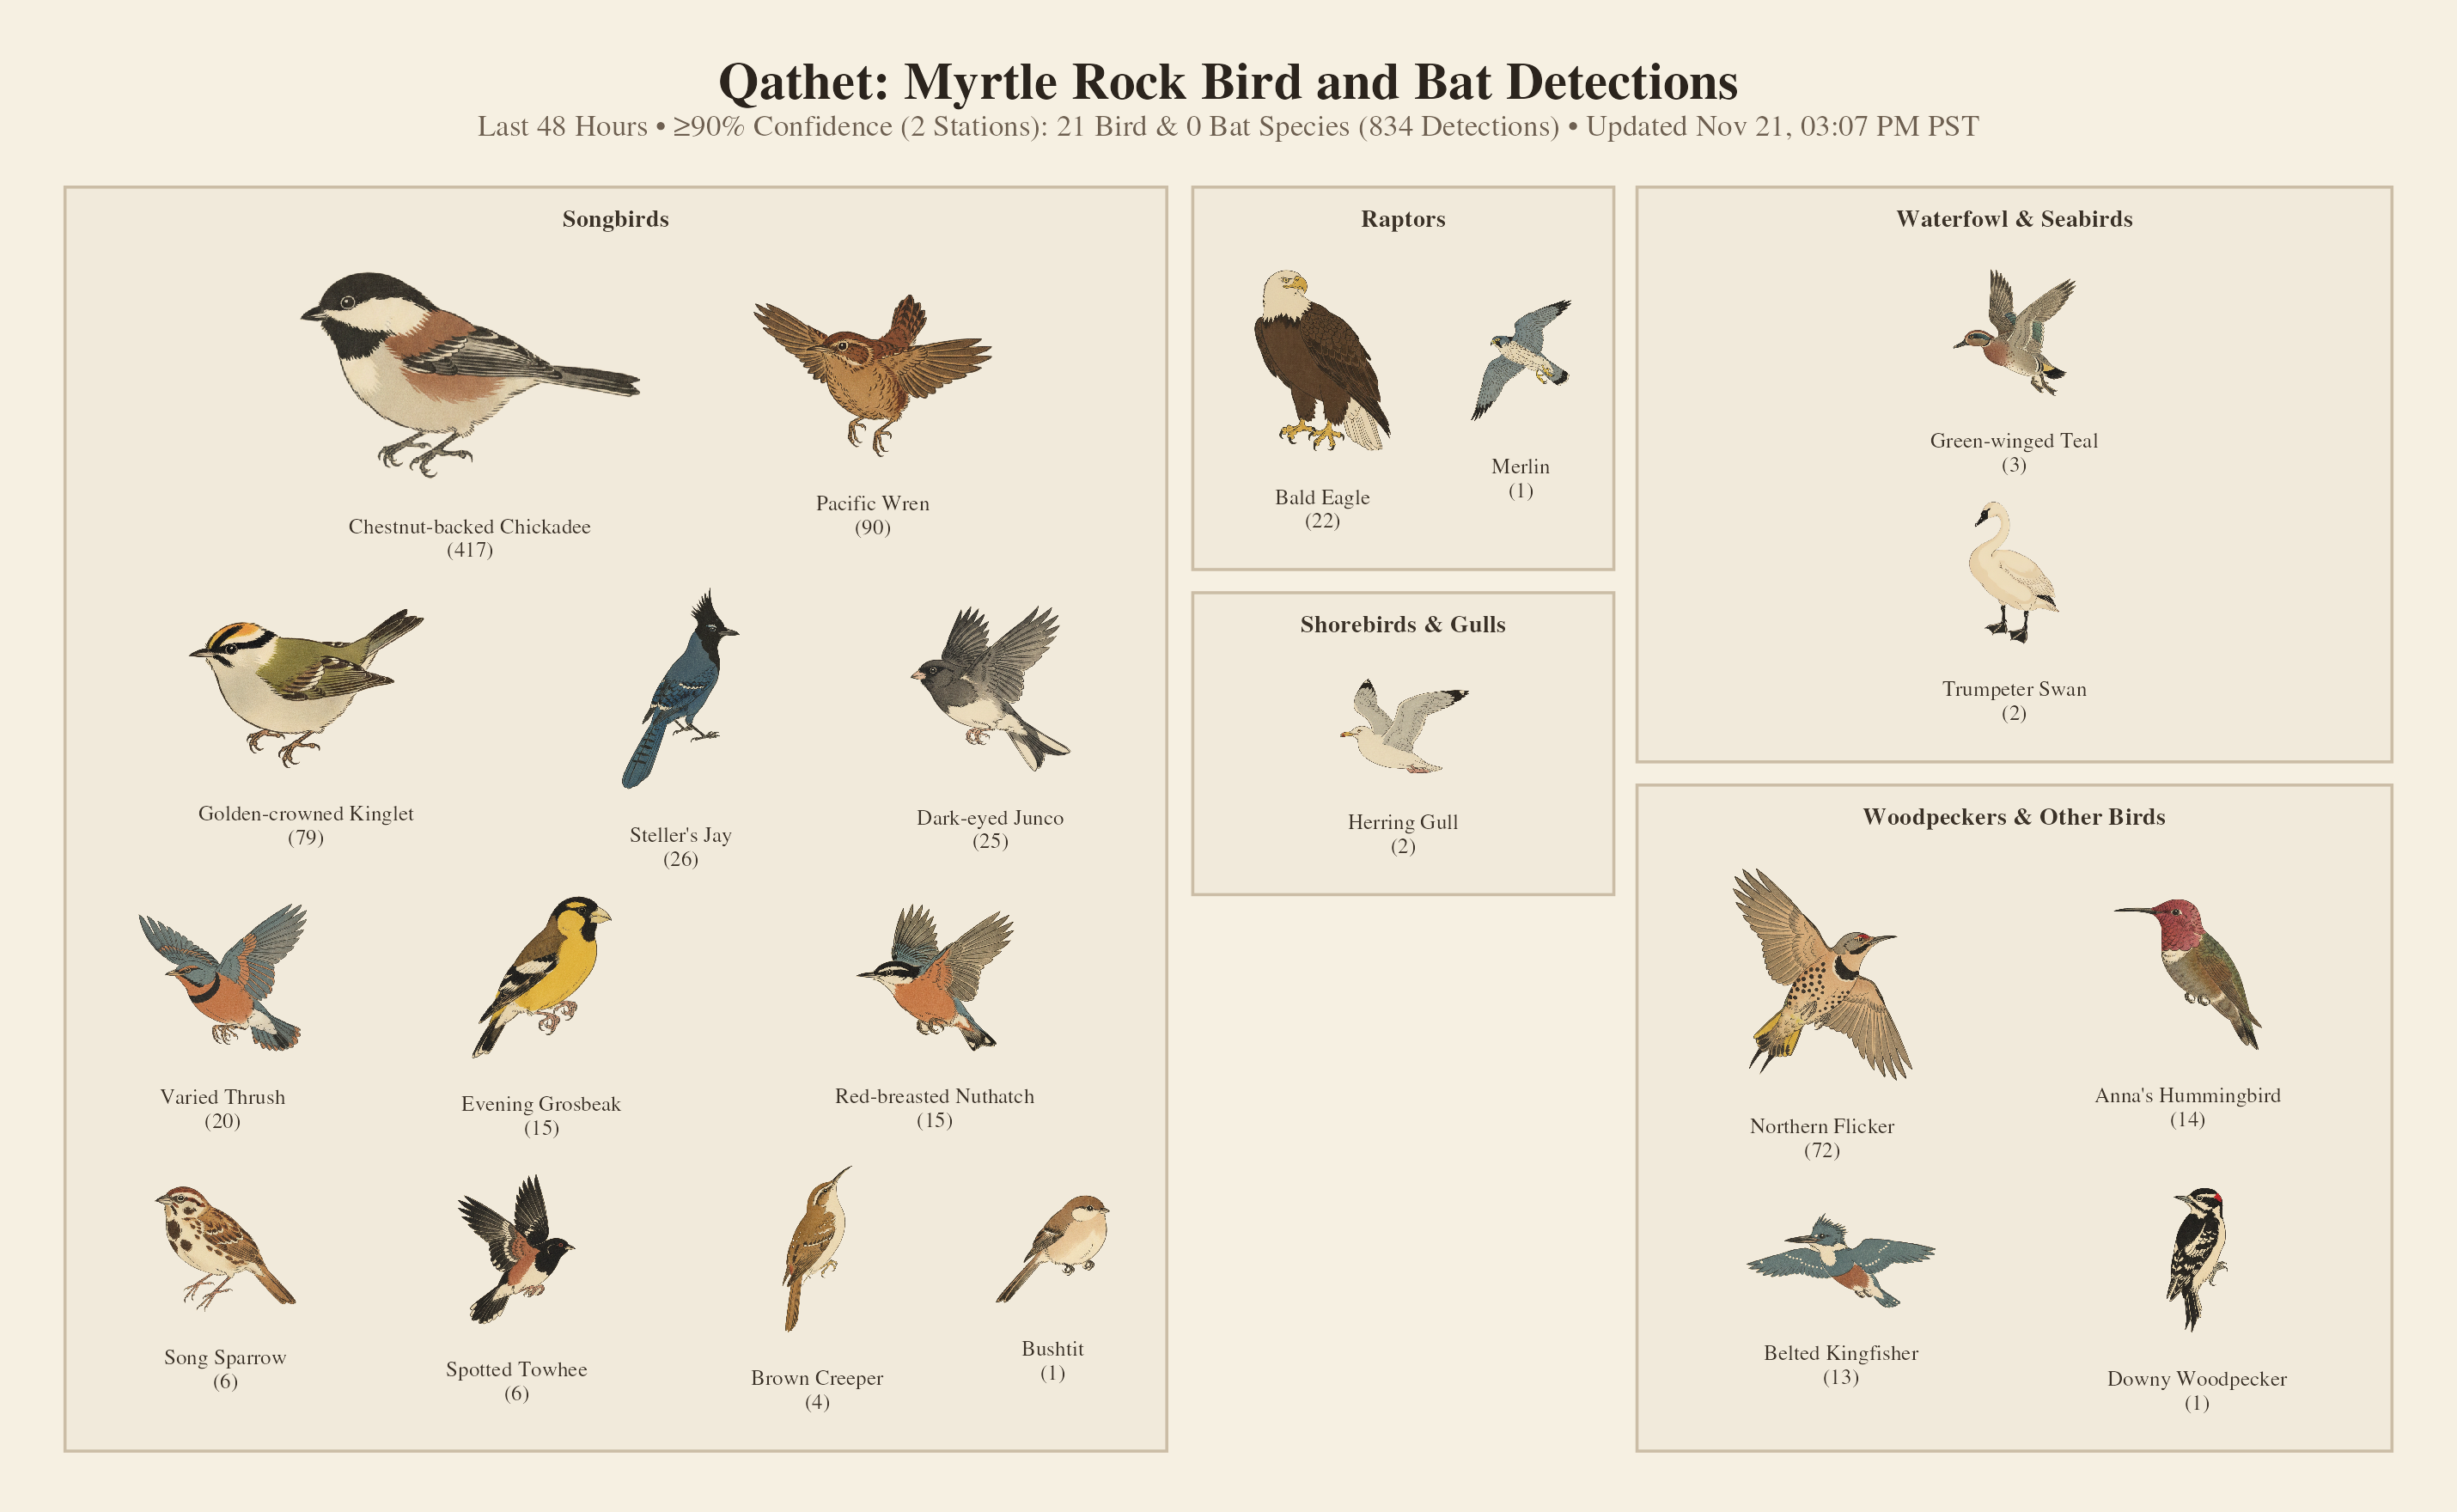 Qathet: Myrtle Rock Bird and Bat Detections
Last 48 Hours • ≥90% Confidence (2 Stations): 21 Bird & 0 Bat Species (834 Detections) • Updated Nov 21, 03:07 PM PST
Songbirds
Chestnut-backed Chickadee
(417)
Pacific Wren
(90)
Golden-crowned Kinglet
(79)
Steller's Jay
(26)
Dark-eyed Junco
(25)
Varied Thrush
(20)
Evening Grosbeak
(15)
Red-breasted Nuthatch
(15)
Song Sparrow
(6)
Spotted Towhee
(6)
Brown Creeper
(4)
Bushtit
(1)
Raptors
Bald Eagle
(22)
Merlin
(1)
Shorebirds & Gulls
Herring Gull
(2)
Waterfowl & Seabirds
Green-winged Teal
(3)
Trumpeter Swan
(2)
Woodpeckers & Other Birds
Northern Flicker
(72)
Anna's Hummingbird
(14)
Belted Kingfisher
(13)
Downy Woodpecker
(1)